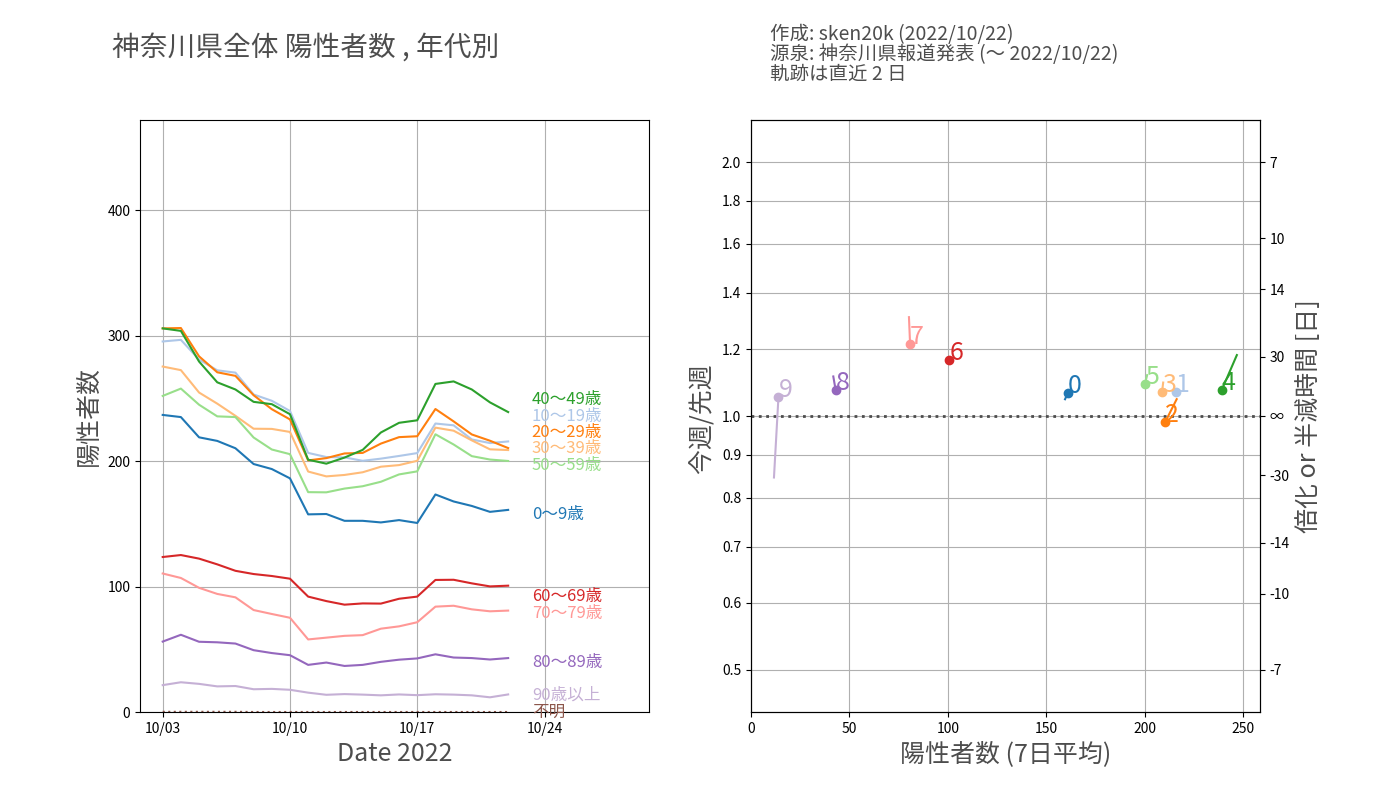 神奈川県全体 陽性者数 , 年代別
作成: sken20k (2022/10/22)
源泉: 神奈川県報道発表 (〜 2022/10/22)
軌跡は直近 2 日
陽性者数
400
300
200
100
0
10/03
10/10
10/17
10/24
Date 2022
40〜49歳
10〜19歳
20〜29歳
30〜39歳
50〜59歳
0〜9歳
60〜69歳
70〜79歳
80〜89歳
90歳以上
不明
今週/先週
2.0
1.8
1.6
1.4
1.2
1.0
0.9
0.8
0.7
0.6
0.5
9
8
7
6
0
5
3
1
2
4
0
50
100
150
200
250
陽性者数 (7日平均)
7
10
14
30
∞
-30
-14
-10
-7
倍化 or 半減時間 [日]